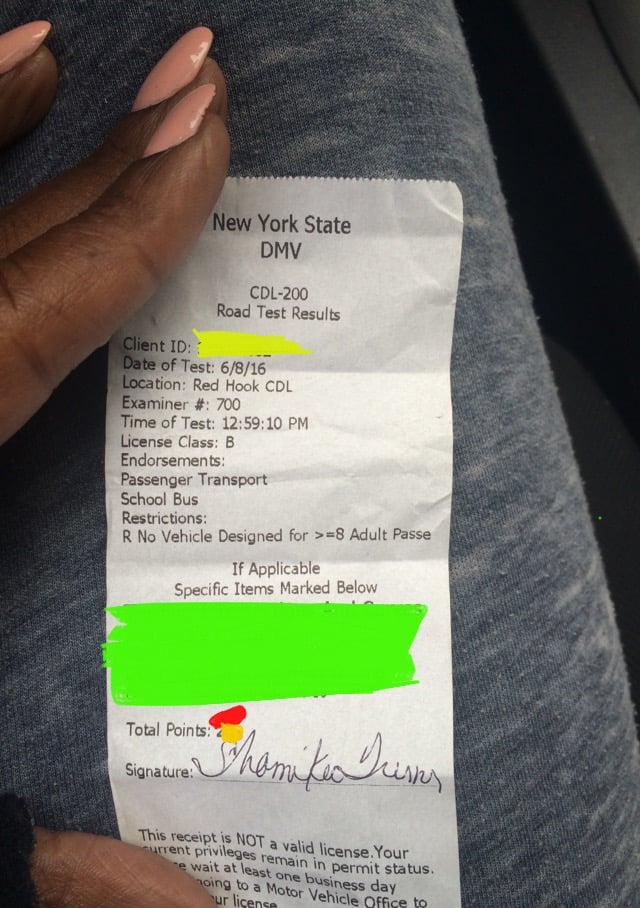 New York State
DMV
CDL-200
Road Test Results
Client ID:
Date of Test: 6/8/16
Location: Red Hook CDL
Examiner #: 700
Time of Test: 12:59:10 PM
License Class: B
Endorsements:
Passenger Transport
School Bus
Restrictions:
R No Vehicle Designed for >=8 Adult Passe
If Applicable
Specific Items Marked Below
Total Points:
Signature: Shamikea
This receipt is NOT a valid license.Your
current privileges remain in permit status.
wait at least one business day
going to a Motor Vehicle Office to
license